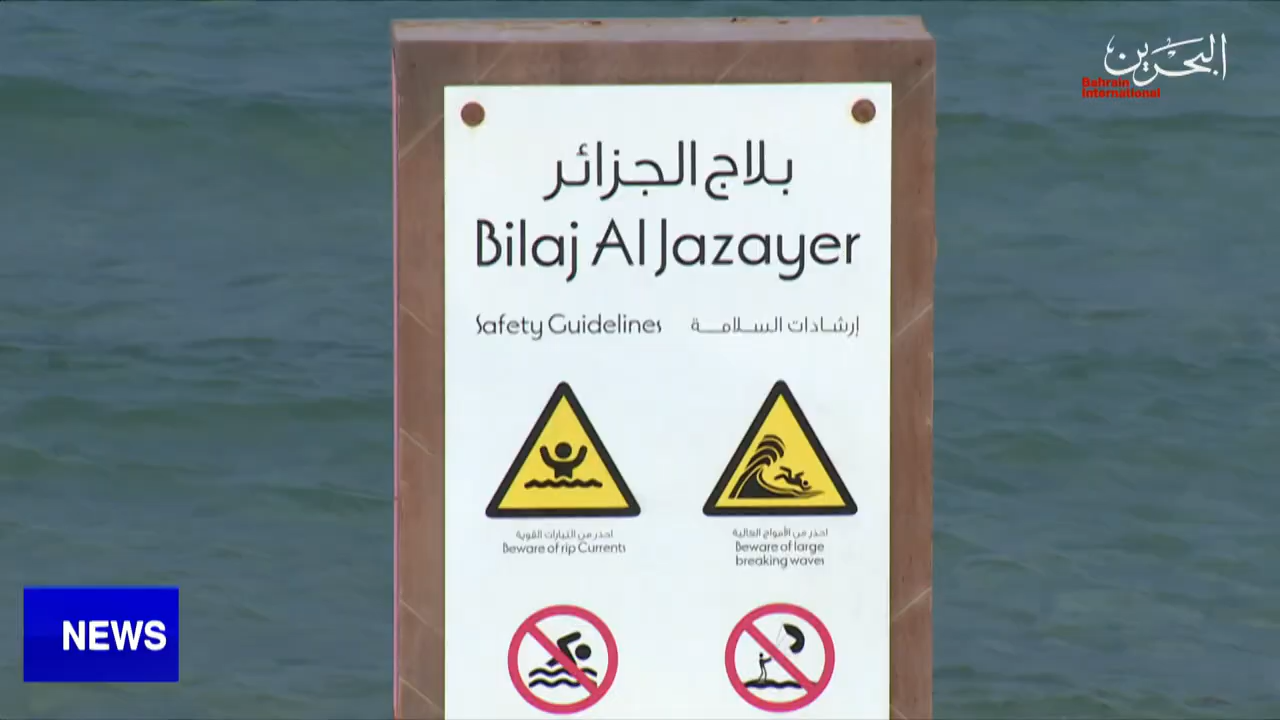 البحرين
Bahrain
International
بلاج الجزائر
Bilaj Al Jazayer
Safety Guidelines إرشادات السلامة
احذر من التيارات القوية
Beware of rip Currents
احذر من الأمواج العالية
Beware of large
breaking waves
NEWS